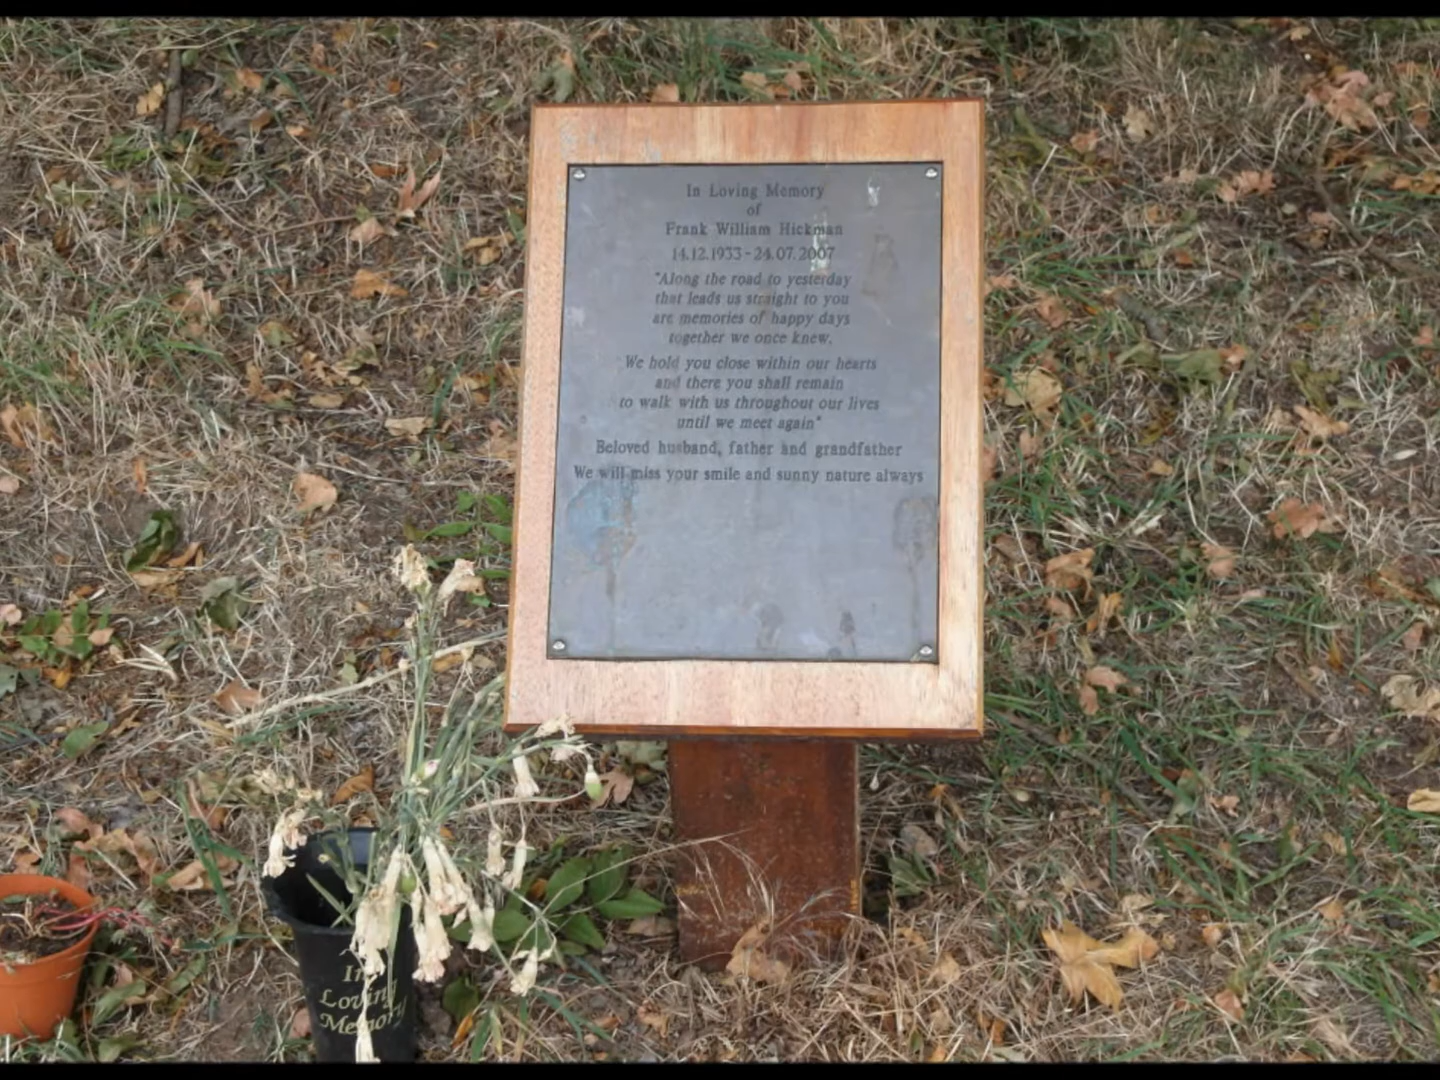 In Loving Memory
of
Frank William Hickman
14.12.1933 - 24.07.2007
"Along the road to yesterday
that leads us straight to you
are memories of happy days
together we once knew.
We hold you close within our hearts
and there you shall remain
to walk with us throughout our lives
until we meet again"
Beloved husband, father and grandfather
We will miss your smile and sunny nature always
In
Loving
Memory